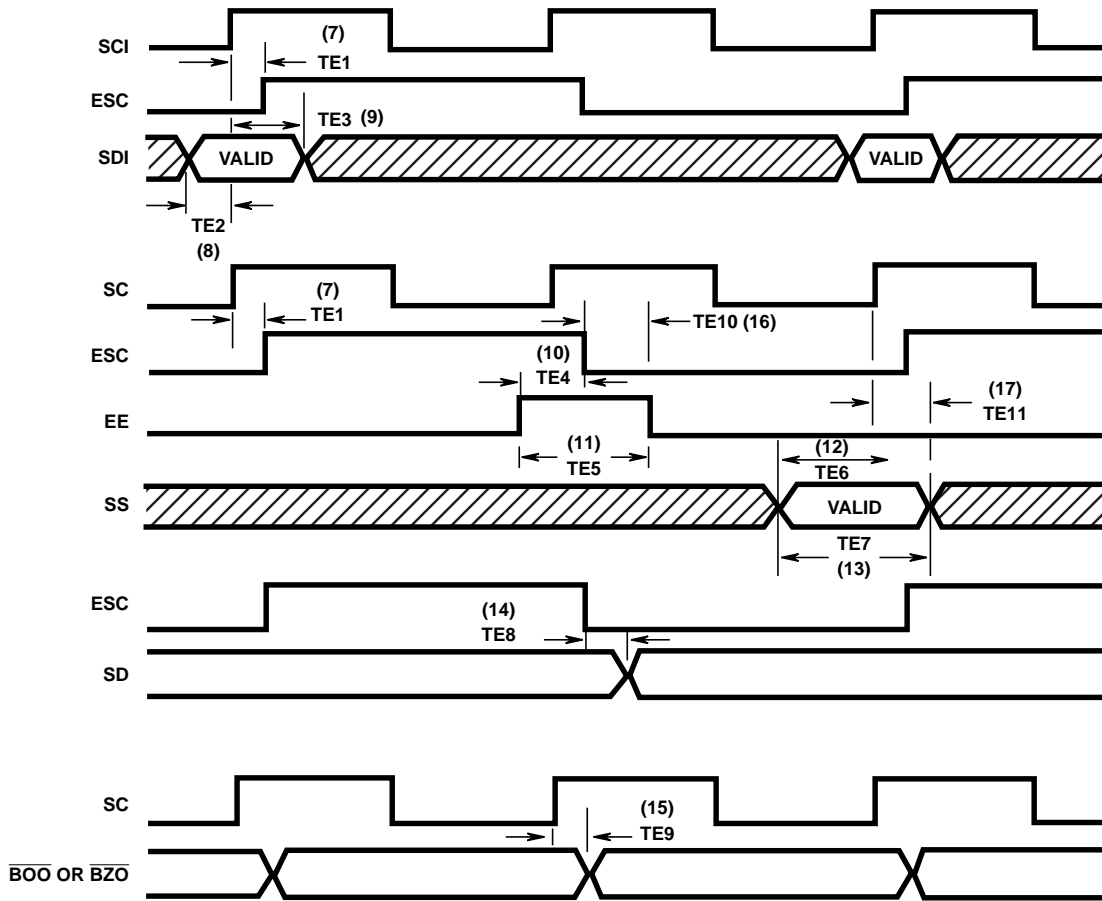 SCI
(7)
TE1
ESC
TE3 (9)
SDI
VALID
VALID
TE2
(8)
SC
(7)
TE1
TE10 (16)
ESC
(10)
TE4
(17)
TE11
EE
(11)
TE5
(12)
TE6
SS
VALID
TE7
(13)
ESC
(14)
TE8
SD
SC
(15)
TE9
B̅O̅O̅ OR B̅Z̅O̅